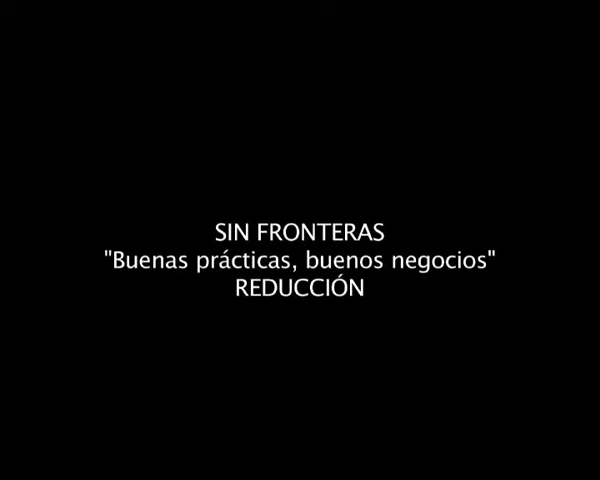 SIN FRONTERAS
"Buenas prácticas, buenos negocios"
REDUCCIÓN